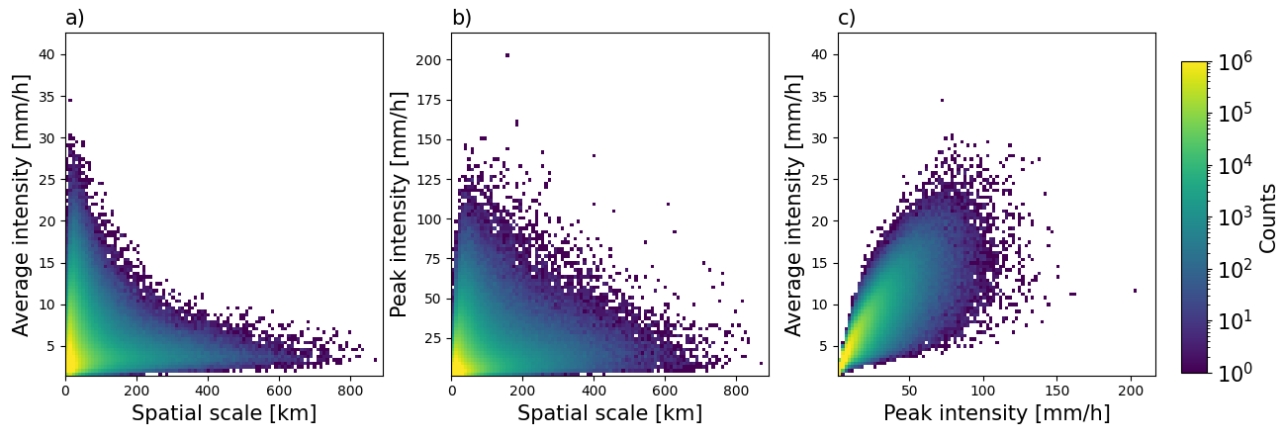 a)
40
35
30
25
20
15
10
5
0 200 400 600 800
Average intensity [mm/h]
Spatial scale [km]
b)
200
175
150
125
100
75
50
25
0 200 400 600 800
Peak intensity [mm/h]
Spatial scale [km]
c)
40
35
30
25
20
15
10
5
50 100 150 200
Average intensity [mm/h]
Peak intensity [mm/h]
10^6
10^5
10^4
10^3
10^2
10^1
10^0
Counts